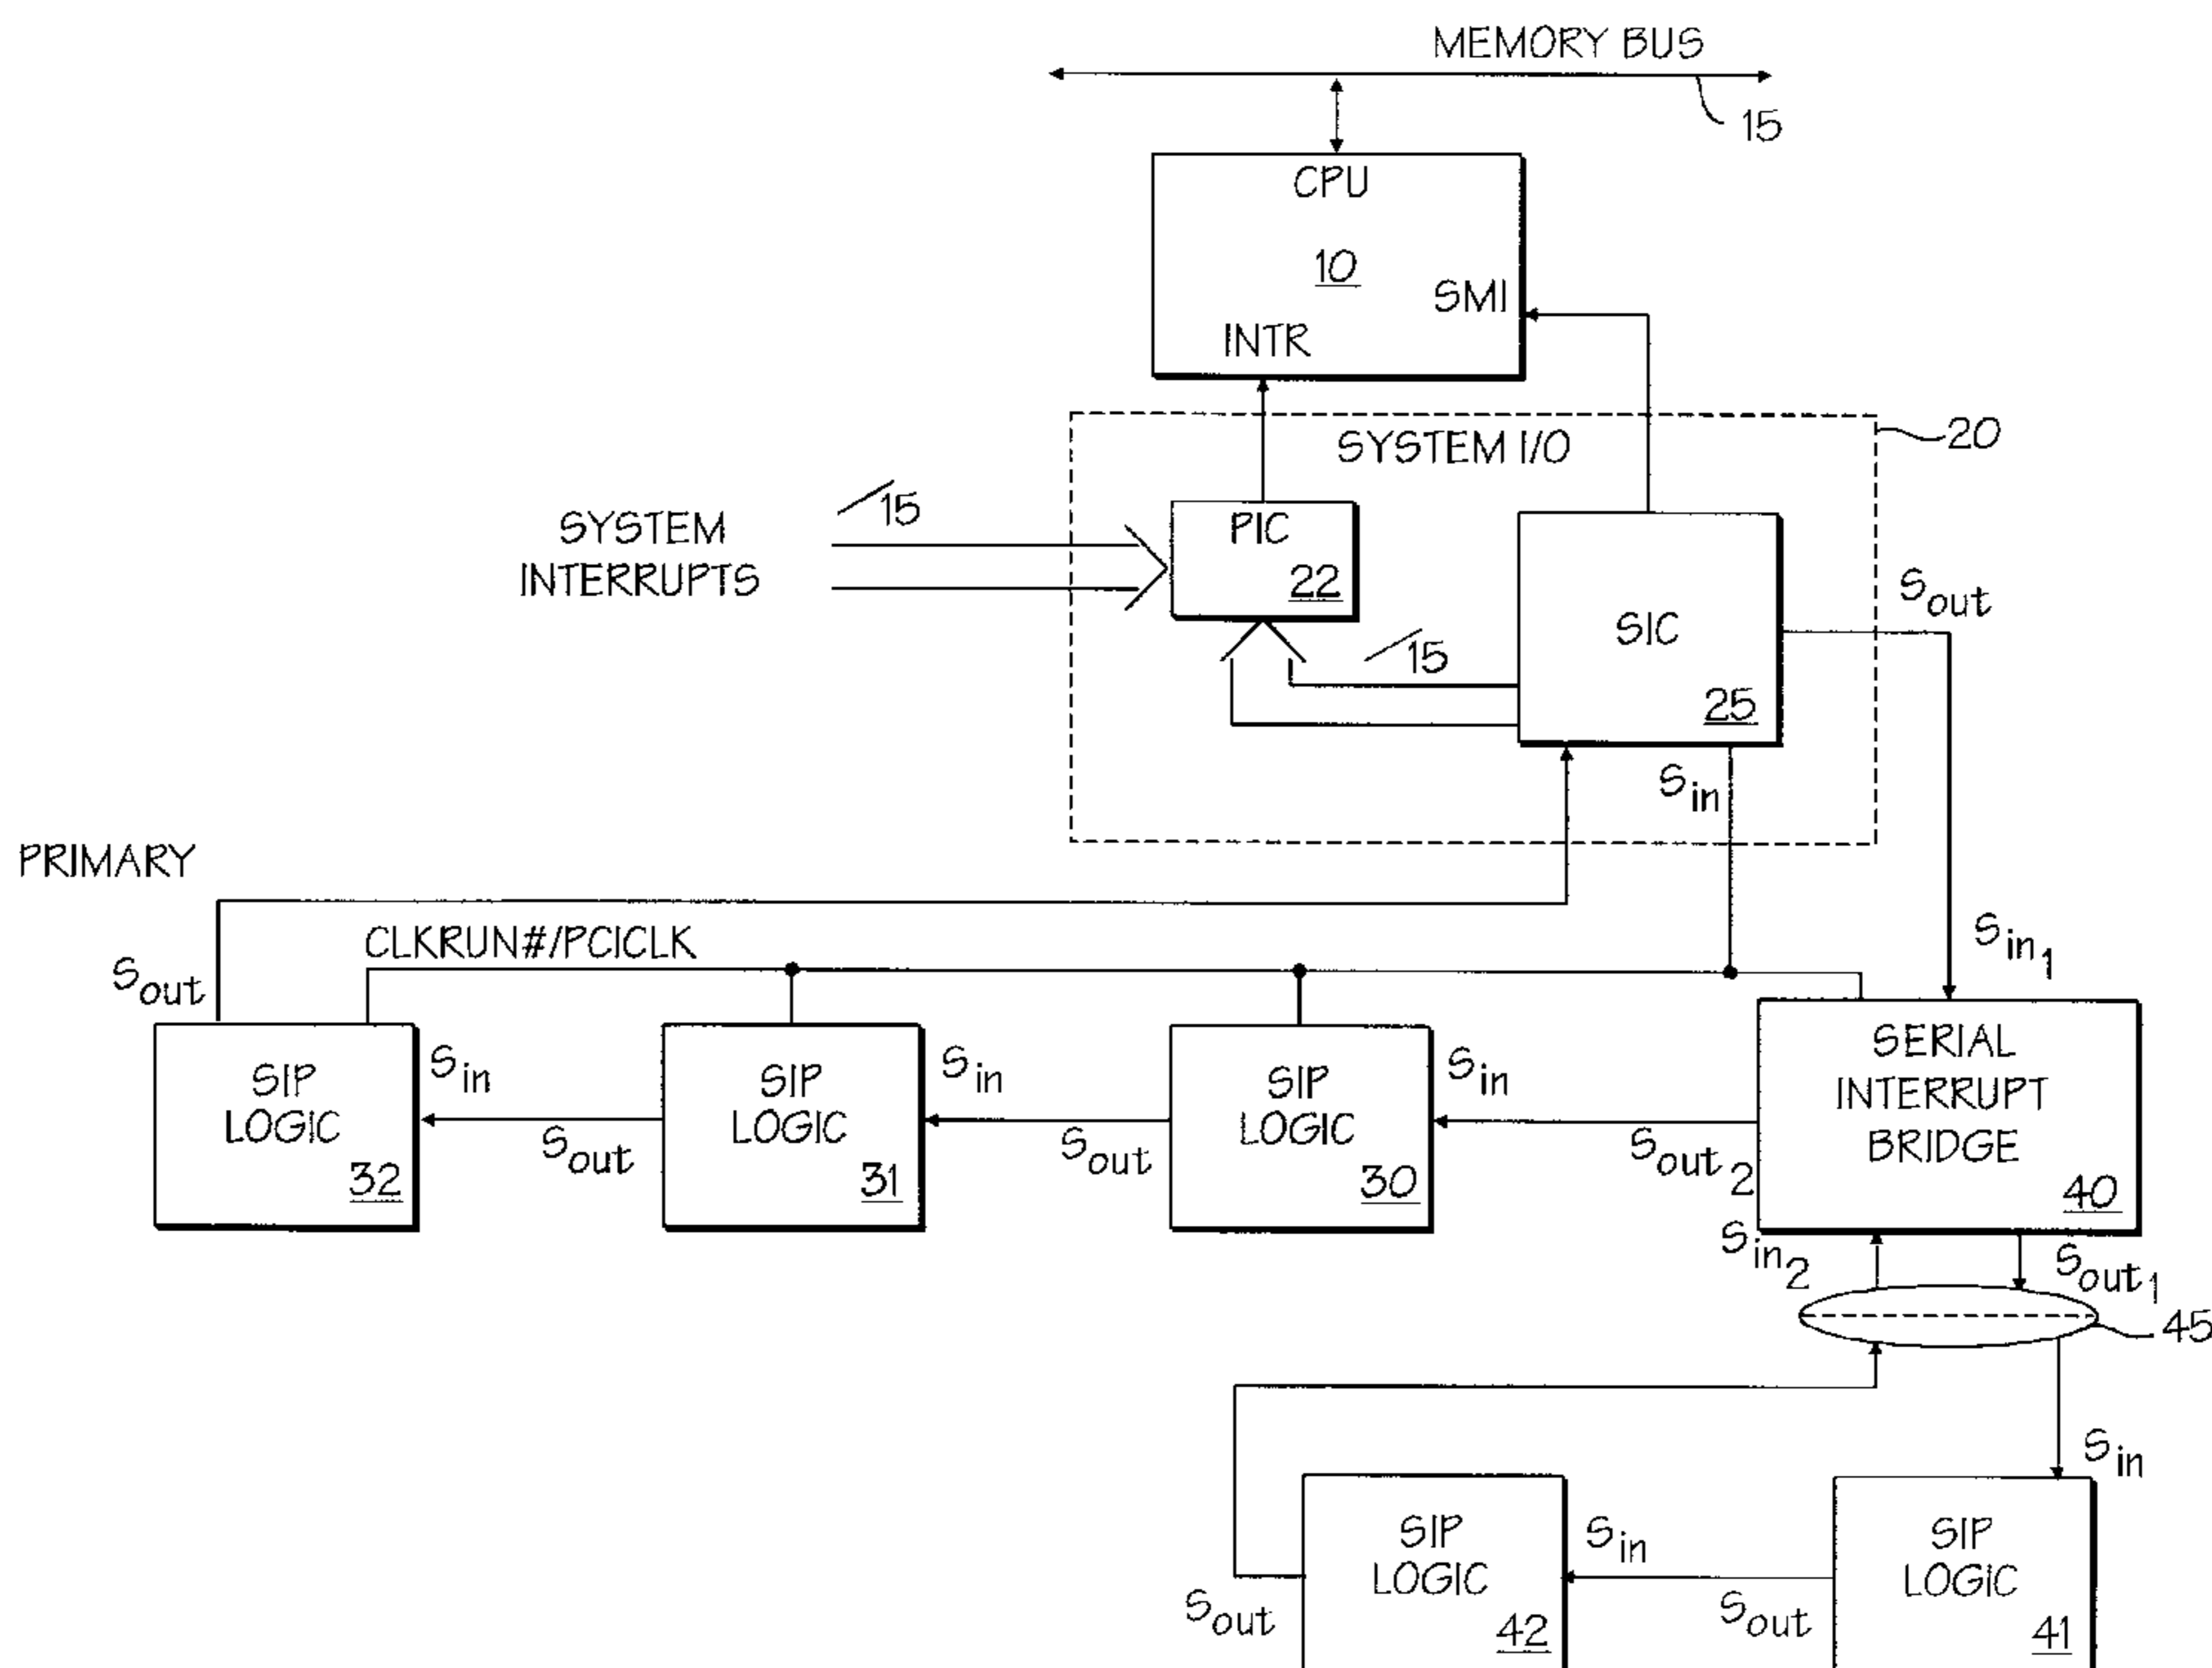 MEMORY BUS
15
CPU
10
SMI
INTR
20
SYSTEM I/O
15
SYSTEM
INTERRUPTS
PIC
22
Sout
15
SIC
25
Sin
PRIMARY
CLKRUN#/PCICLK
Sin1
Sout
SERIAL
INTERRUPT
BRIDGE
40
SIP
LOGIC
32
Sin
Sout
SIP
LOGIC
31
Sin
Sout
SIP
LOGIC
30
Sin
Sout2
Sin2
Sout1
45
Sin
SIP
LOGIC
42
Sout
Sin
Sout
SIP
LOGIC
41